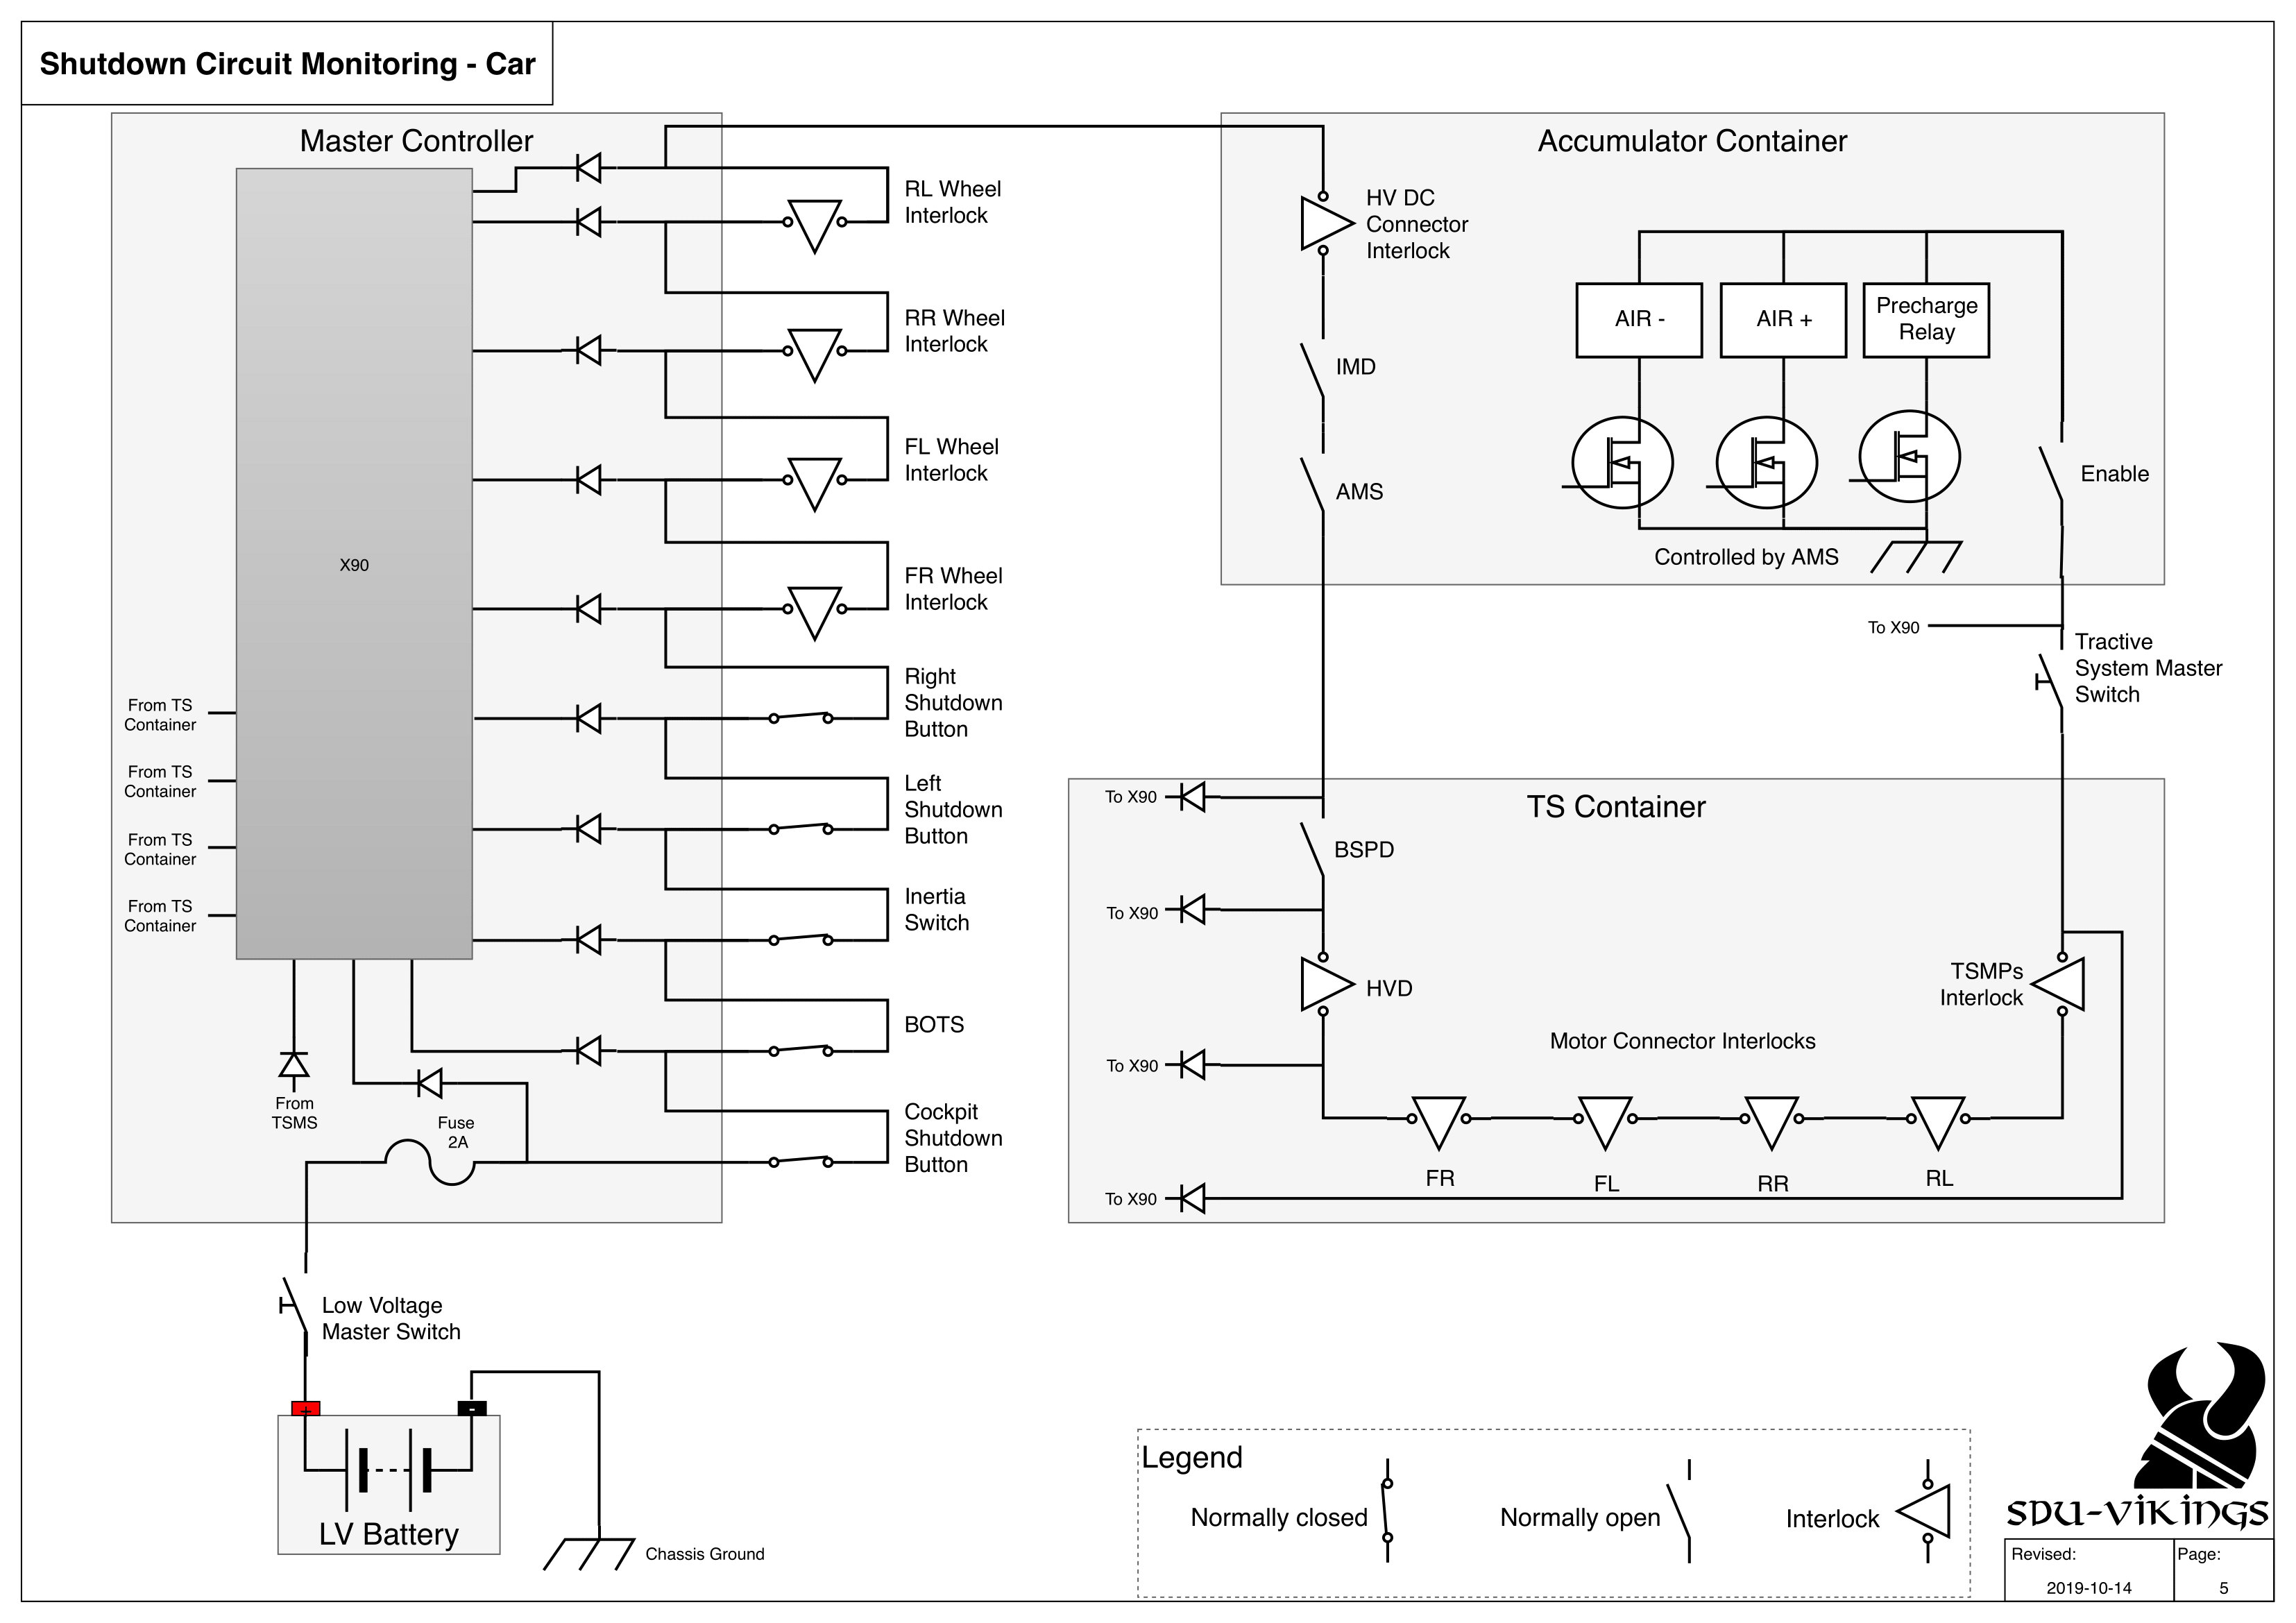 Shutdown Circuit Monitoring - Car
Master Controller
X90
From TS
Container
From TS
Container
From TS
Container
From TS
Container
From
TSMS
Fuse
2A
RL Wheel
Interlock
RR Wheel
Interlock
FL Wheel
Interlock
FR Wheel
Interlock
Right
Shutdown
Button
Left
Shutdown
Button
Inertia
Switch
BOTS
Cockpit
Shutdown
Button
Low Voltage
Master Switch
+
-
LV Battery
Chassis Ground
Accumulator Container
HV DC
Connector
Interlock
IMD
AMS
AIR -
AIR +
Precharge
Relay
Enable
Controlled by AMS
To X90
Tractive
System Master
Switch
TS Container
To X90
BSPD
To X90
HVD
TSMPs
Interlock
Motor Connector Interlocks
To X90
FR
FL
RR
RL
To X90
Legend
Normally closed
Normally open
Interlock
SDU-VIKINGS
Revised:
2019-10-14
Page:
5